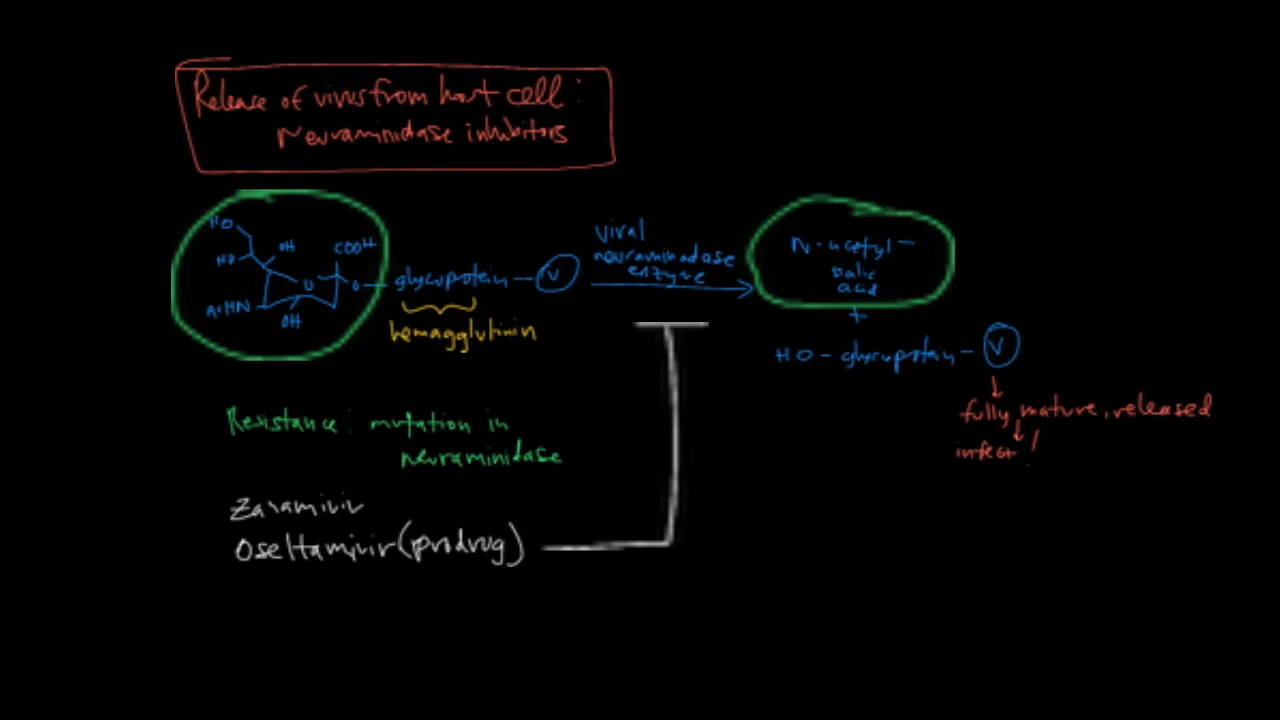 Release of virus from host cell:
Neuraminidase inhibitors
HO
HO
OH
COOH
O
O
AcHN
OH
glycoprotein - V
hemagglutinin
viral
neuraminadase
enzyme
N-acetyl-
sialic
acid
+
HO - glycoprotein - V
fully mature, released
infect!
Resistance: mutation in
neuraminidase
Zanamivir
Oseltamivir (prodrug)